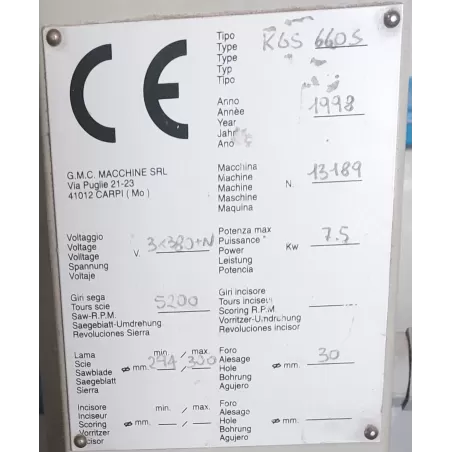 CE
Tipo
Type
Type K6S 660S
Typ
Tipo
Anno
Année
Year 1998
Jahr
Ano
G.M.C. MACCHINE SRL
Via Puglie 21-23
41012 CARPI ( Mo )
Macchina
Machine
Machine N. 13189
Maschine
Maquina
Voltaggio
Voltage
Volltage V. 3x380+N
Spannung
Voltaje
Potenza max
Puissance
Power Kw 7.5
Leistung
Potencia
Giri sega
Tours scie 5200
Saw-R.P.M.
Saegeblatt-Umdrehung
Revoluciones Sierra
Giri incisore
Tours inciseur
Scoring R.P.M.
Vorritzer-Umdrehung
Revoluciones incisor
Lama min. / max.
Scie
Sawblade ø mm. 294/300
Saegeblatt
Sierra
Foro
Alesage
Hole ø mm. 30
Bohrung
Agujero
Incisore min. / max.
Inciseur
Scoring ø mm. — / —
Vorritzer
Incisor
Foro
Alesage
Hole ø mm. —
Bohrung
Agujero